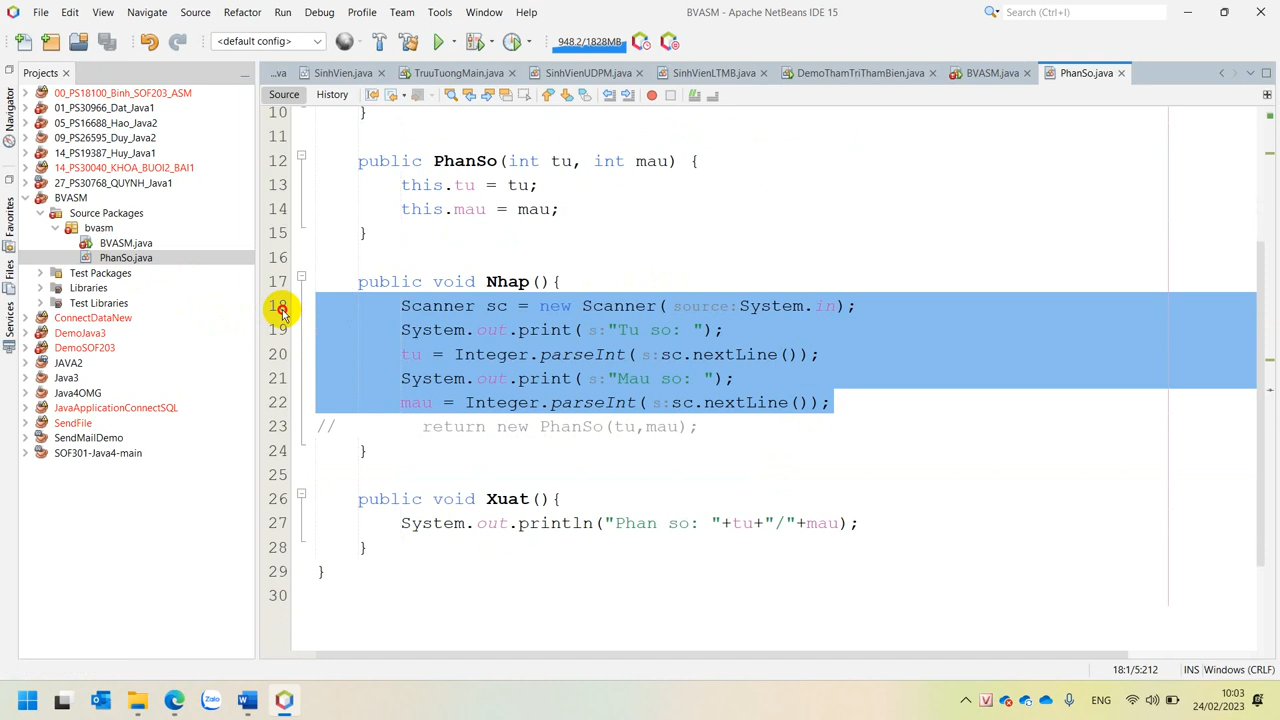 File Edit View Navigate Source Refactor Run Debug Profile Team Tools Window Help
BVASM - Apache NetBeans IDE 15
Search (Ctrl+I)
<default config>
948.2/1828MB
Projects
...va
SinhVien.java
TruuTuongMain.java
SinhVienUDPM.java
SinhVienLTMB.java
DemoThamTriThamBien.java
BVASM.java
PhanSo.java
Source
History
Navigator
Favorites
Files
Services
00_PS18100_Binh_SOF203_ASM
01_PS30966_Dat_Java1
05_PS16688_Hao_Java2
09_PS26595_Duy_Java1
14_PS19387_Huy_Java1
14_PS30040_KHOA_BUOI2_BAI1
27_PS30768_QUYNH_Java1
BVASM
Source Packages
bvasm
BVASM.java
PhanSo.java
Test Packages
Libraries
Test Libraries
ConnectDataNew
DemoJava3
DemoSOF203
JAVA2
Java3
Java4OMG
JavaApplicationConnectSQL
SendFile
SendMailDemo
SOF301-Java4-main
10 }
11
12 public PhanSo(int tu, int mau) {
13 this.tu = tu;
14 this.mau = mau;
15 }
16
17 public void Nhap(){
18 Scanner sc = new Scanner( source:System.in);
19 System.out.print( s:"Tu so: ");
20 tu = Integer.parseInt( s:sc.nextLine());
21 System.out.print( s:"Mau so: ");
22 mau = Integer.parseInt( s:sc.nextLine());
23 // return new PhanSo(tu,mau);
24 }
25
26 public void Xuat(){
27 System.out.println("Phan so: "+tu+"/"+mau);
28 }
29 }
30
18:1/5:212
INS
Windows (CRLF)
Zalo
ENG
10:03
24/02/2023